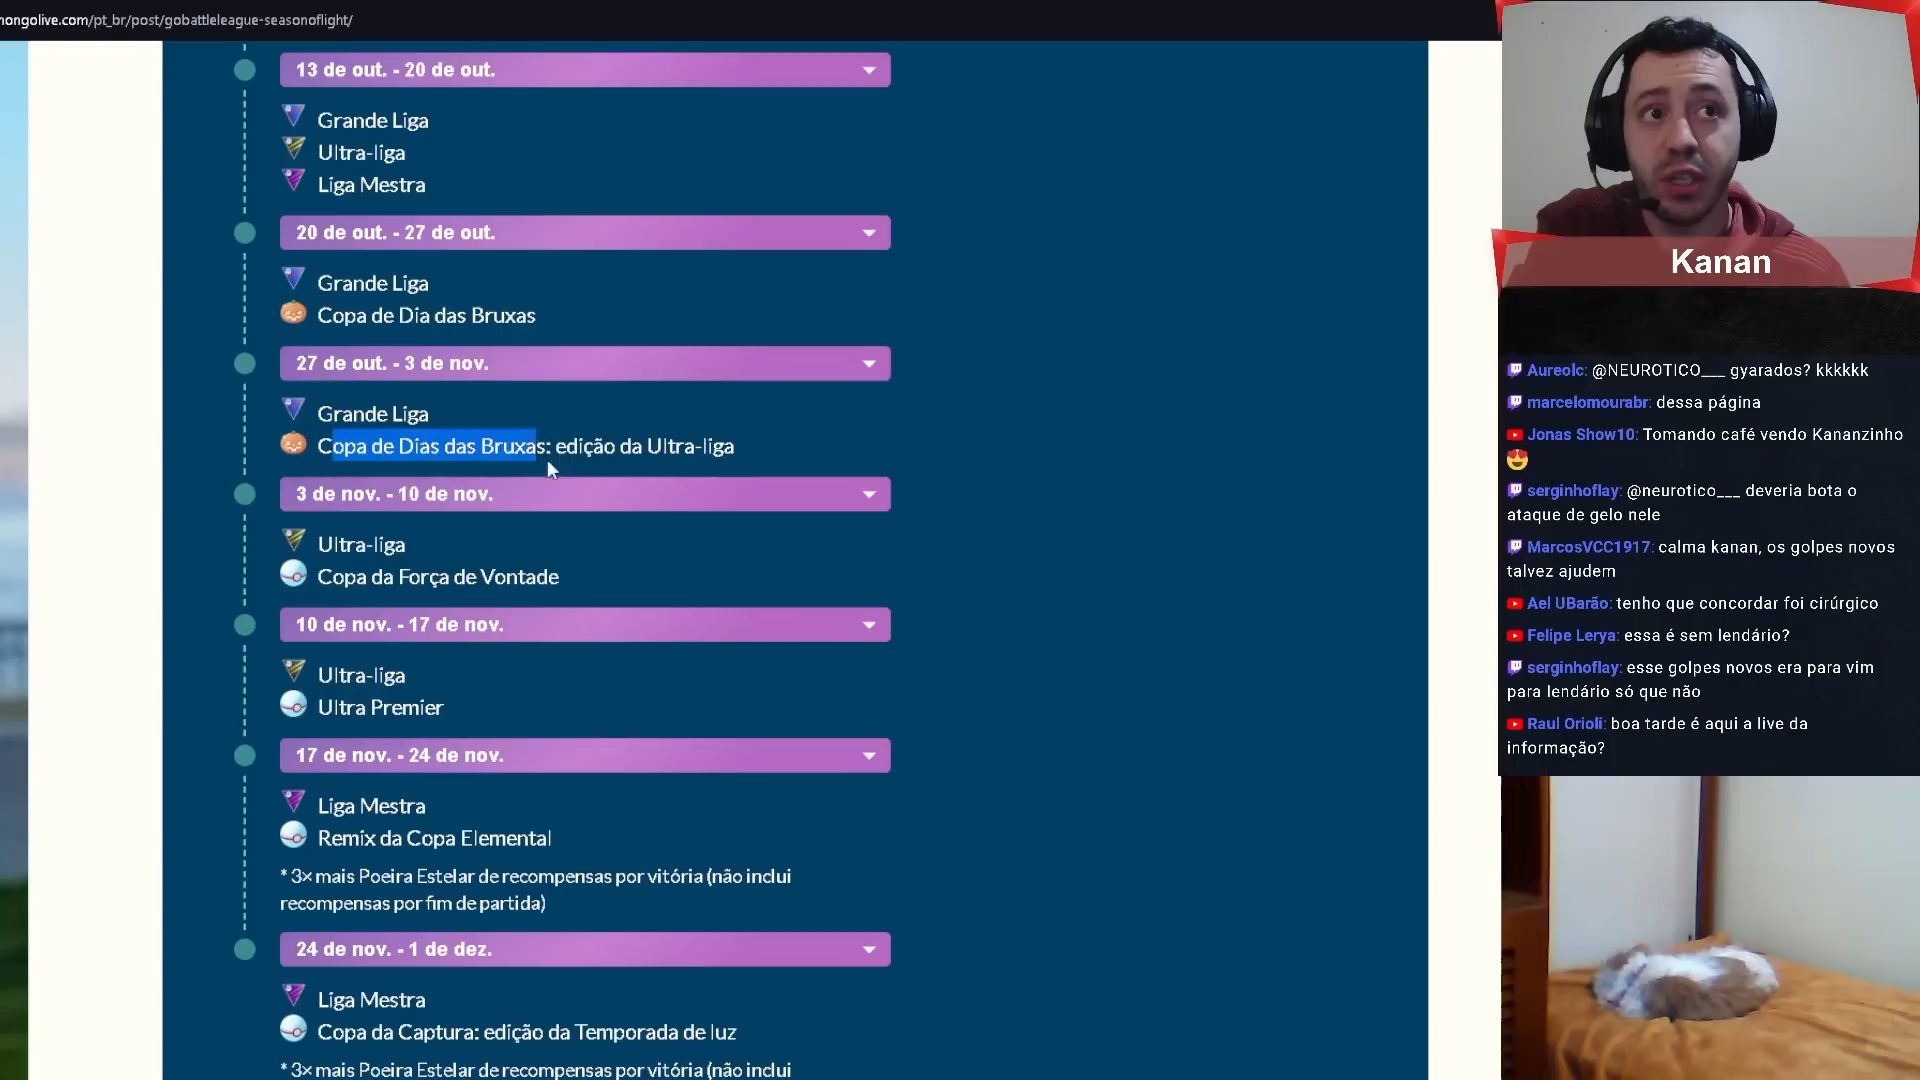 nongolive.com/pt_br/post/gobattleleague-seasonoflight/
13 de out. - 20 de out.
Grande Liga
Ultra-liga
Liga Mestra
20 de out. - 27 de out.
Grande Liga
Copa de Dia das Bruxas
27 de out. - 3 de nov.
Grande Liga
Copa de Dias das Bruxas: edição da Ultra-liga
3 de nov. - 10 de nov.
Ultra-liga
Copa da Força de Vontade
10 de nov. - 17 de nov.
Ultra-liga
Ultra Premier
17 de nov. - 24 de nov.
Liga Mestra
Remix da Copa Elemental
* 3× mais Poeira Estelar de recompensas por vitória (não inclui
recompensas por fim de partida)
24 de nov. - 1 de dez.
Liga Mestra
Copa da Captura: edição da Temporada de luz
* 3× mais Poeira Estelar de recompensas por vitória (não inclui
Kanan
Aureolc: @NEUROTICO___ gyarados? kkkkkk
marcelomourabr: dessa página
Jonas Show10: Tomando café vendo Kananzinho
😍
serginhoflay: @neurotico___ deveria bota o
ataque de gelo nele
MarcosVCC1917: calma kanan, os golpes novos
talvez ajudem
Ael UBarão: tenho que concordar foi cirúrgico
Felipe Lerya: essa é sem lendário?
serginhoflay: esse golpes novos era para vim
para lendário só que não
Raul Orioli: boa tarde é aqui a live da
informação?